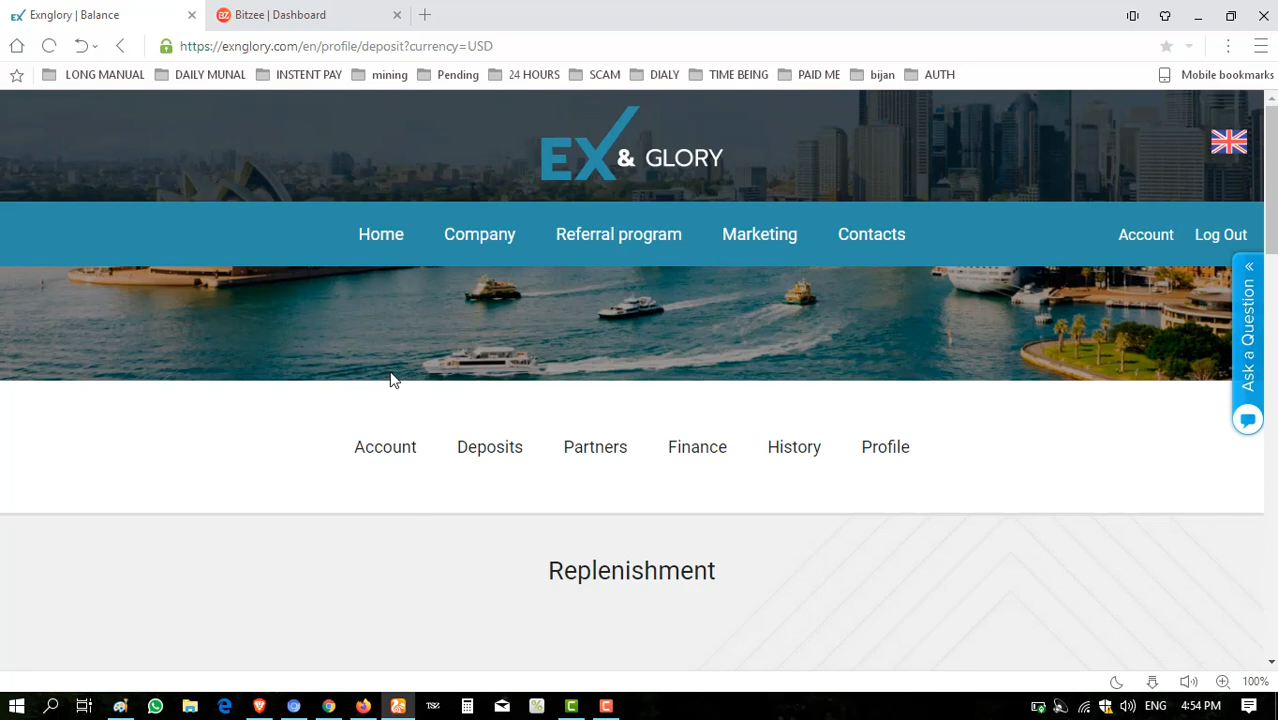 Exnglory | Balance
Bitzee | Dashboard
https://exnglory.com/en/profile/deposit?currency=USD
LONG MANUAL
DAILY MUNAL
INSTENT PAY
mining
Pending
24 HOURS
SCAM
DIALY
TIME BEING
PAID ME
bijan
AUTH
Mobile bookmarks
EX & GLORY
Home
Company
Referral program
Marketing
Contacts
Account
Log Out
Ask a Question
Account
Deposits
Partners
Finance
History
Profile
Replenishment
100%
ENG
4:54 PM